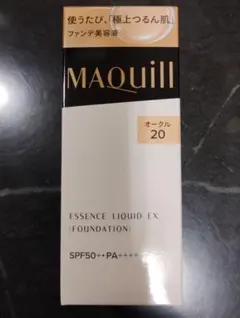 使うたび、「極上つるん肌」
ファンデ美容液
MAQuill
オークル
20
ESSENCE LIQUID EX
(FOUNDATION)
SPF50+・PA++++